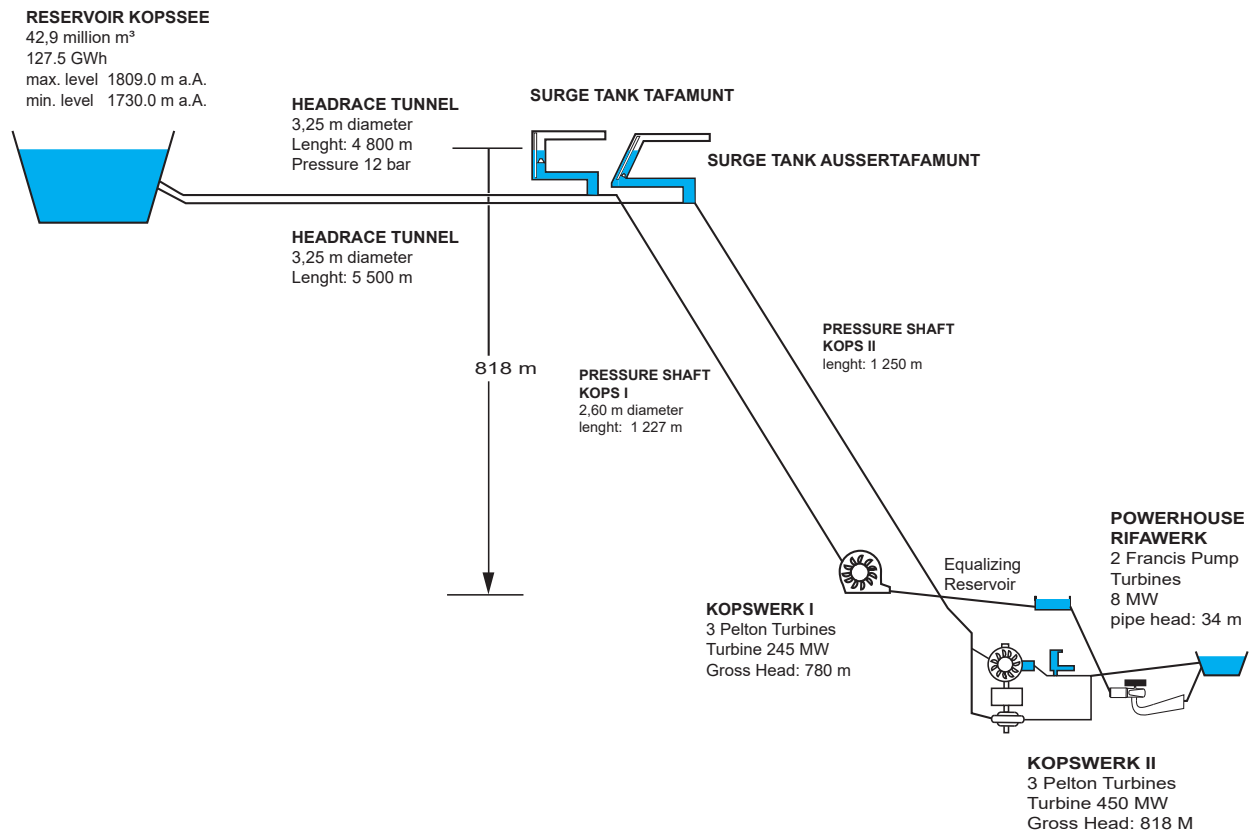 RESERVOIR KOPSSEE
42,9 million m³
127.5 GWh
max. level 1809.0 m a.A.
min. level 1730.0 m a.A.
HEADRACE TUNNEL
3,25 m diameter
Lenght: 4 800 m
Pressure 12 bar
SURGE TANK TAFAMUNT
SURGE TANK AUSSERTAFAMUNT
HEADRACE TUNNEL
3,25 m diameter
Lenght: 5 500 m
818 m
PRESSURE SHAFT
KOPS I
2,60 m diameter
lenght: 1 227 m
PRESSURE SHAFT
KOPS II
lenght: 1 250 m
KOPSWERK I
3 Pelton Turbines
Turbine 245 MW
Gross Head: 780 m
Equalizing
Reservoir
POWERHOUSE
RIFAWERK
2 Francis Pump
Turbines
8 MW
pipe head: 34 m
KOPSWERK II
3 Pelton Turbines
Turbine 450 MW
Gross Head: 818 M